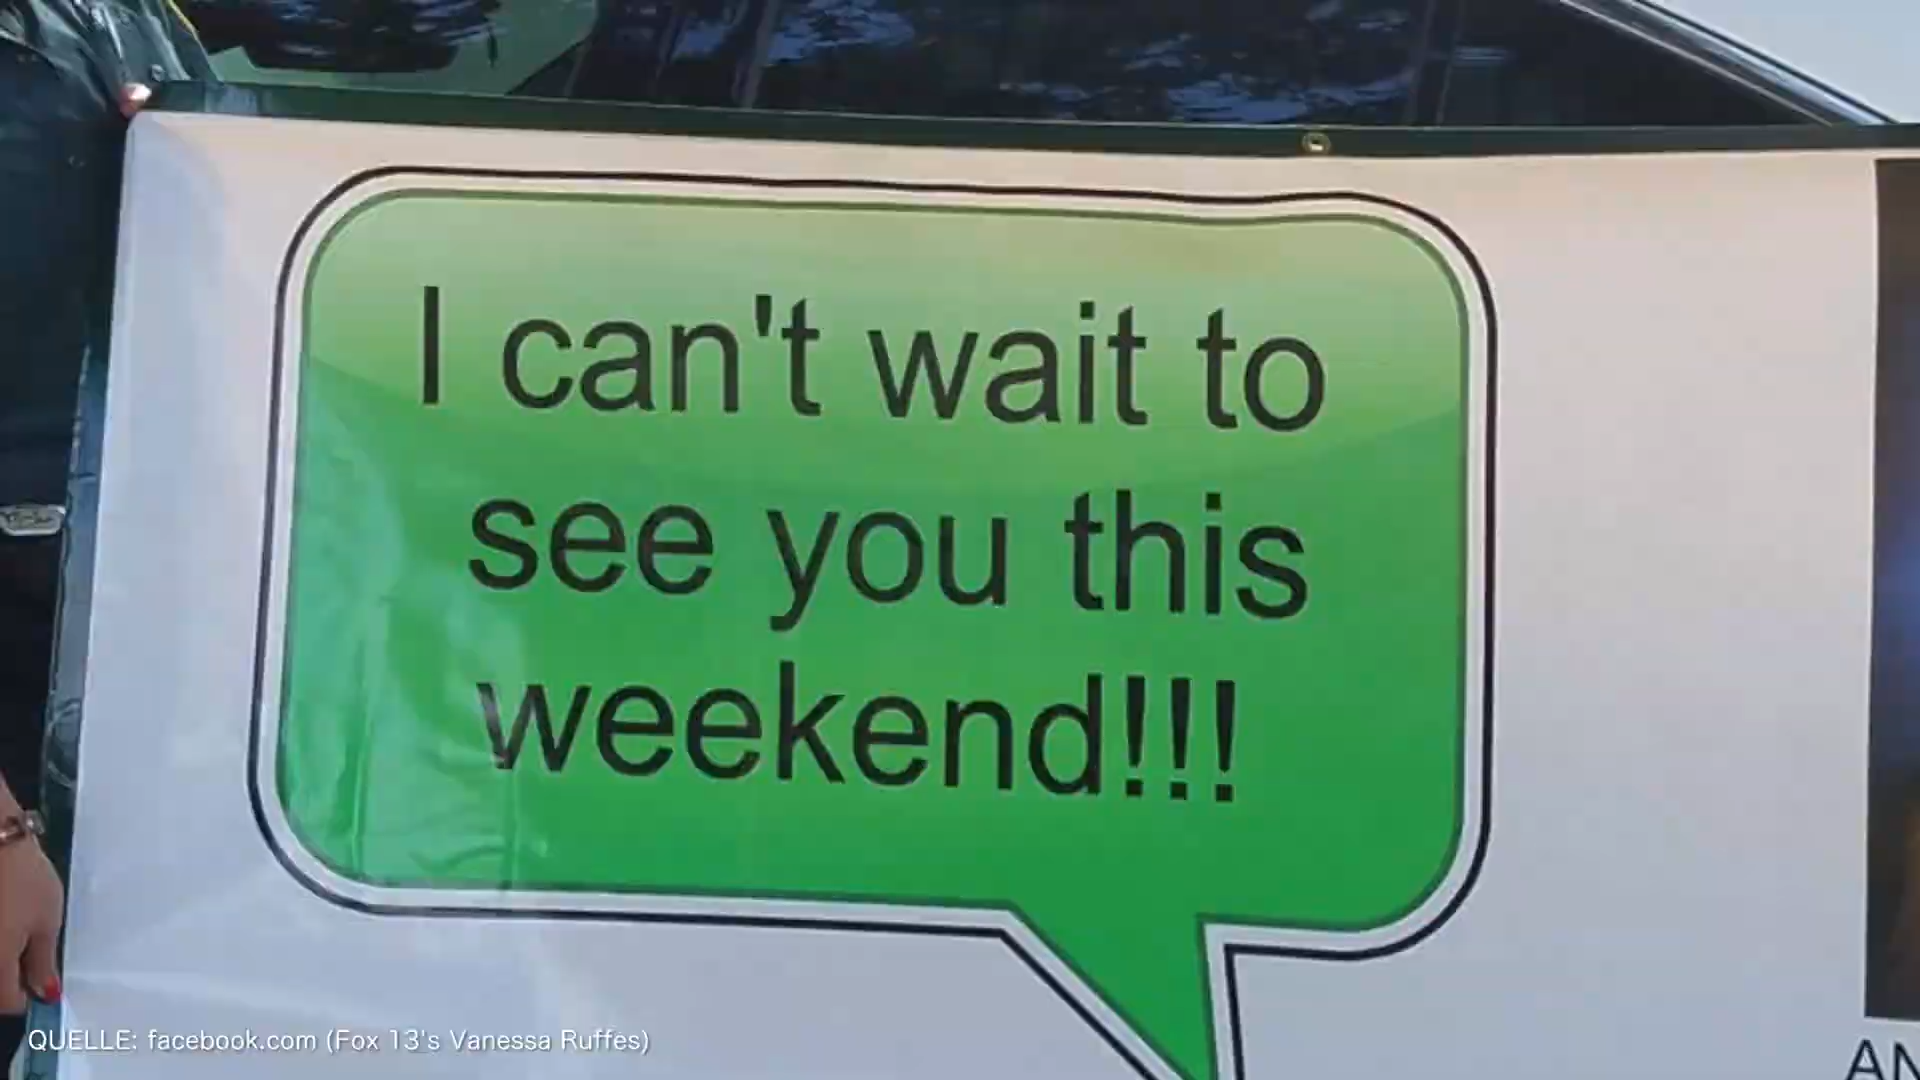 I can't wait to
see you this
weekend!!!
QUELLE: facebook.com (Fox 13's Vanessa Ruffes)